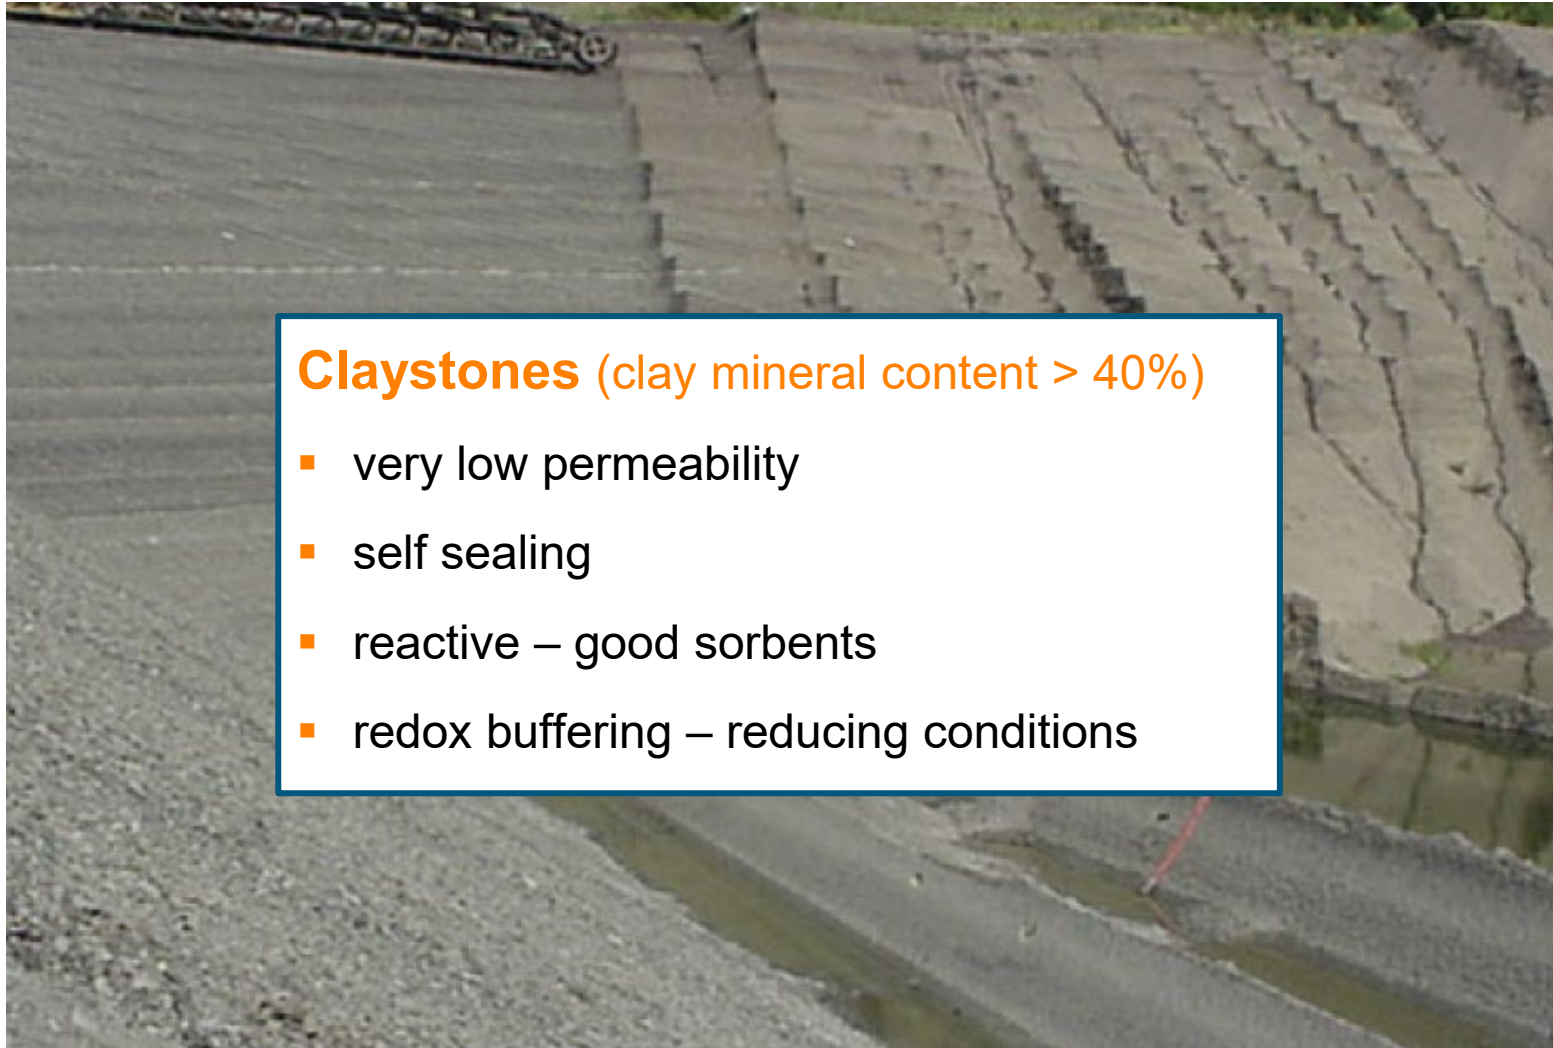 Claystones (clay mineral content > 40%)
▪ very low permeability
▪ self sealing
▪ reactive – good sorbents
▪ redox buffering – reducing conditions